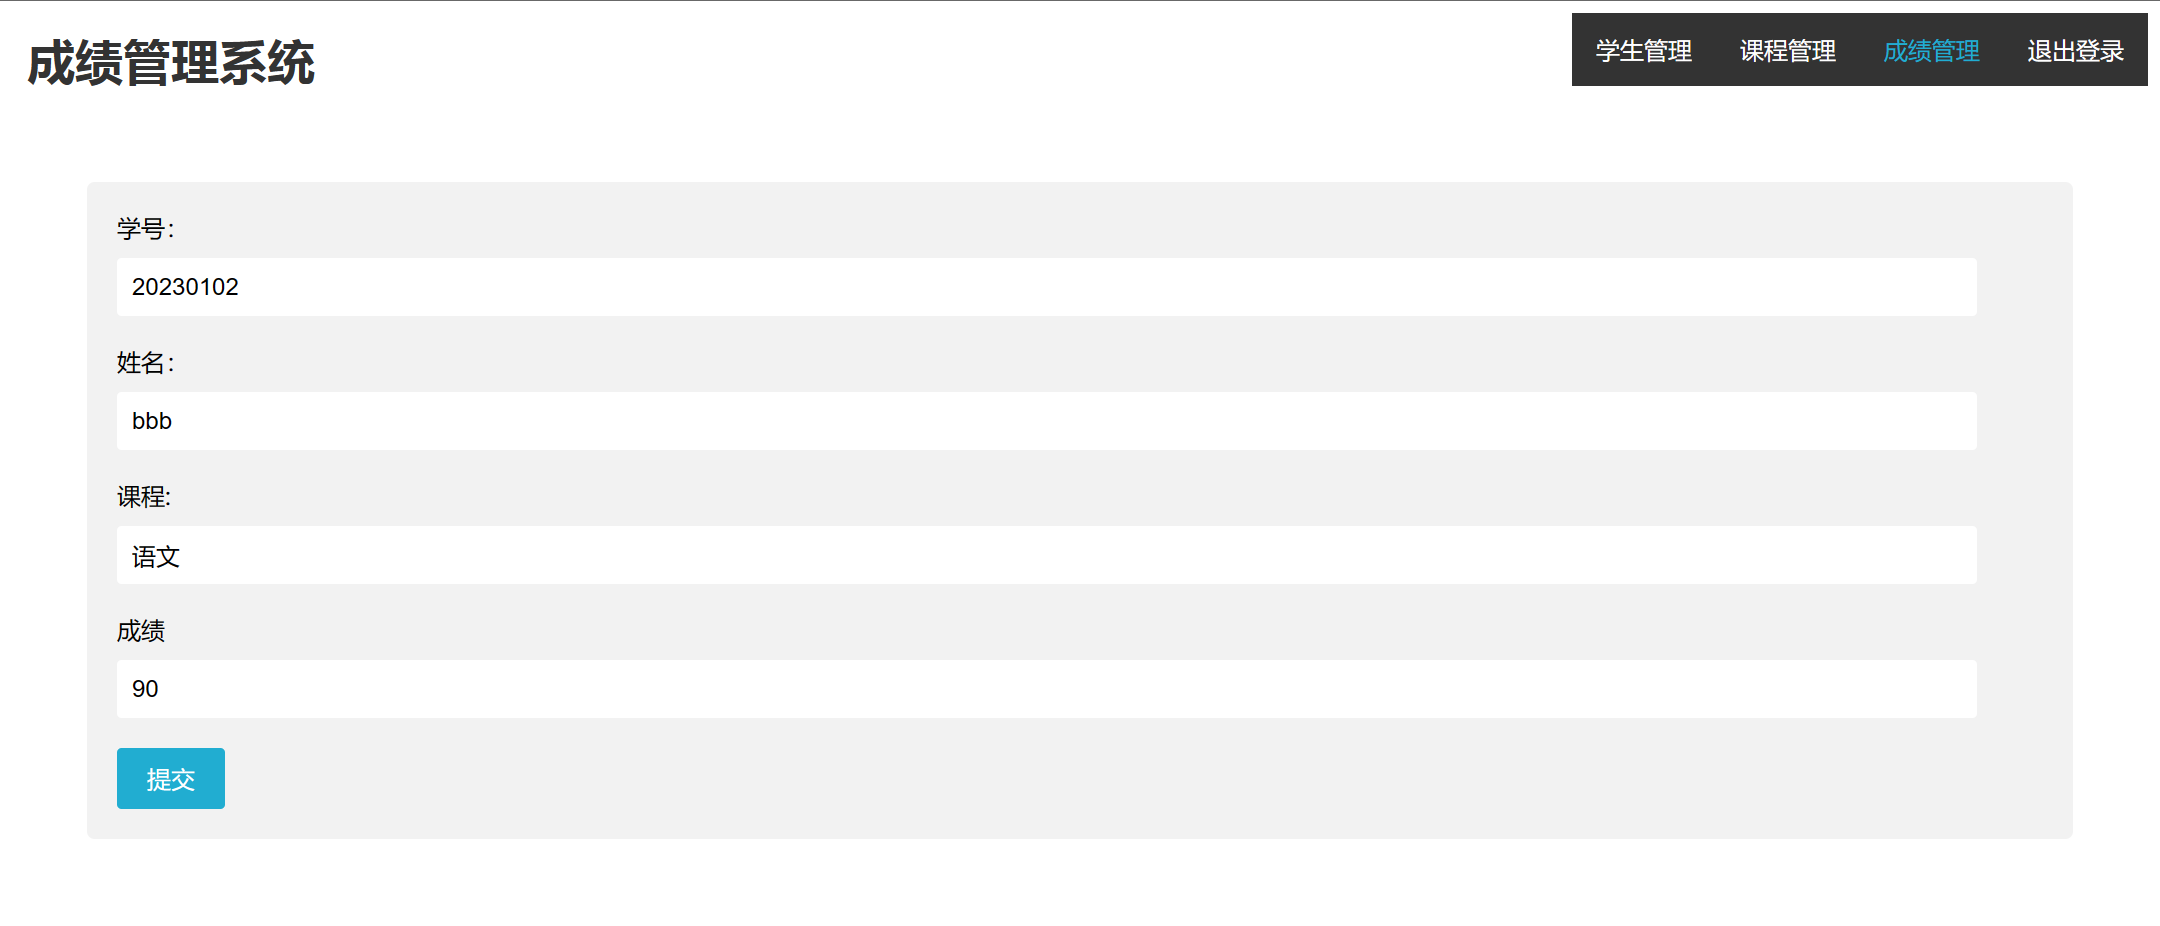 成绩管理系统
学生管理 课程管理 成绩管理 退出登录
学号：
20230102
姓名：
bbb
课程:
语文
成绩
90
提交